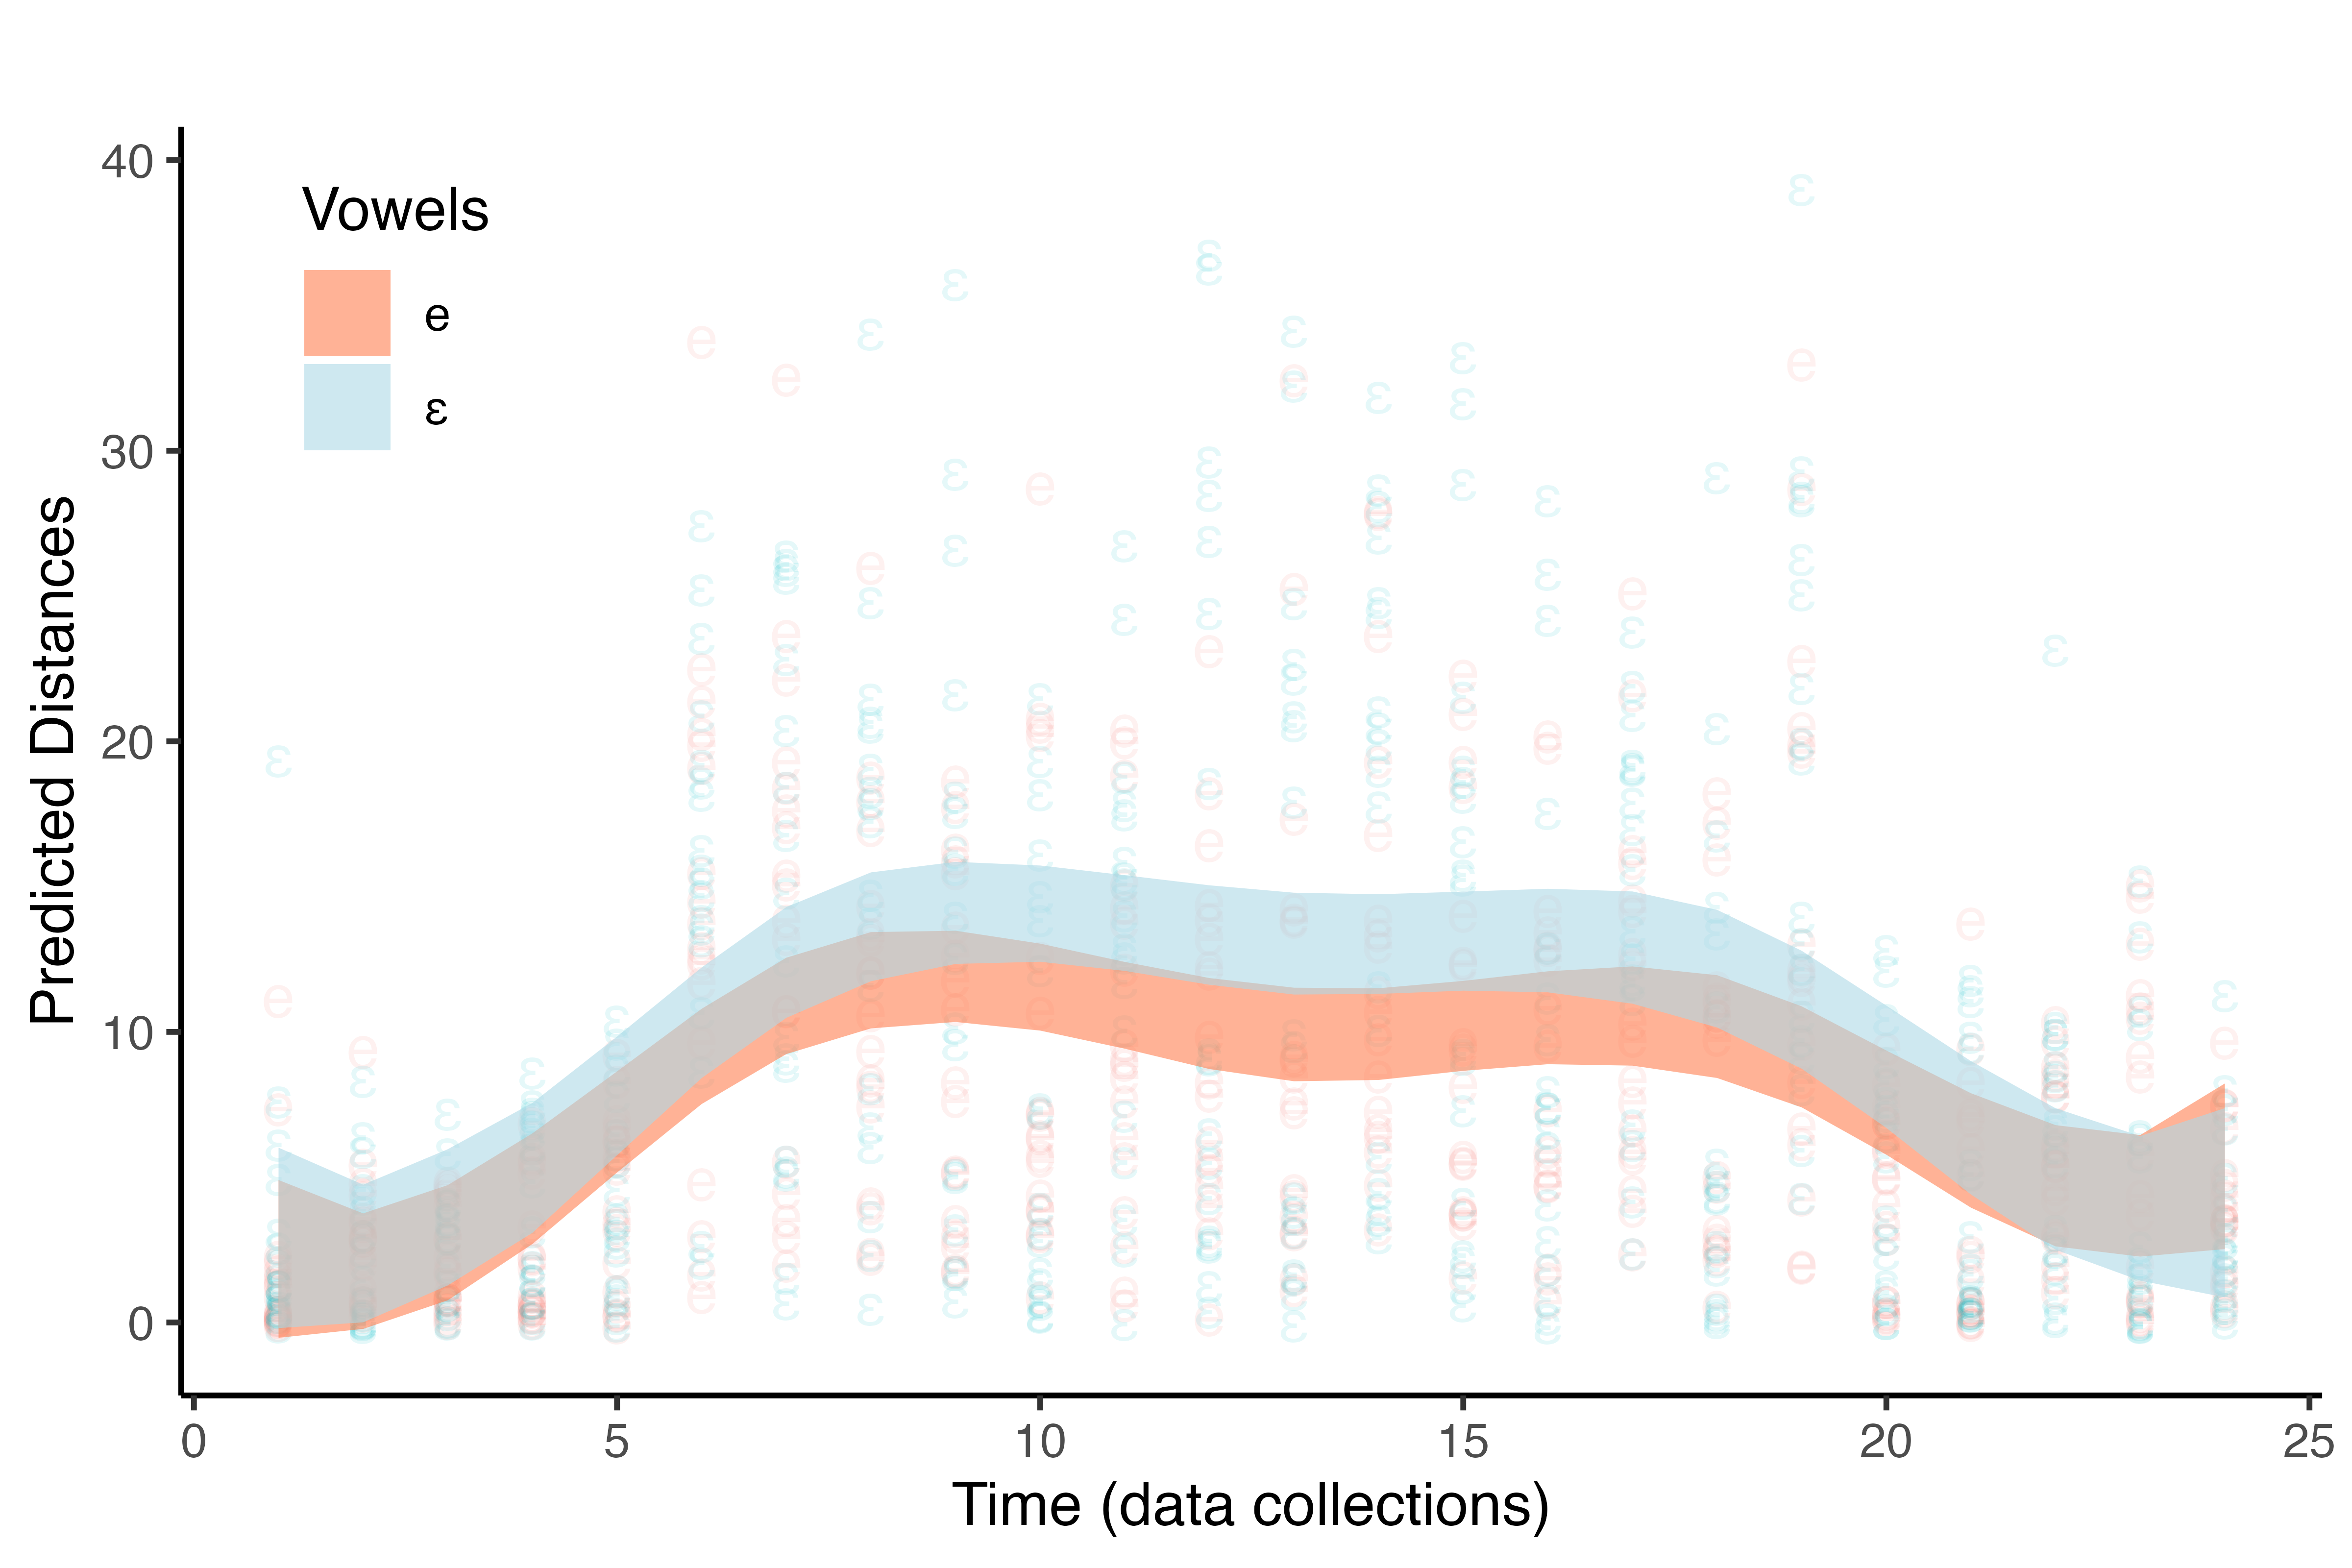 40
Vowels
e
ε
30
20
10
0
Predicted Distances
0 5 10 15 20 25
Time (data collections)